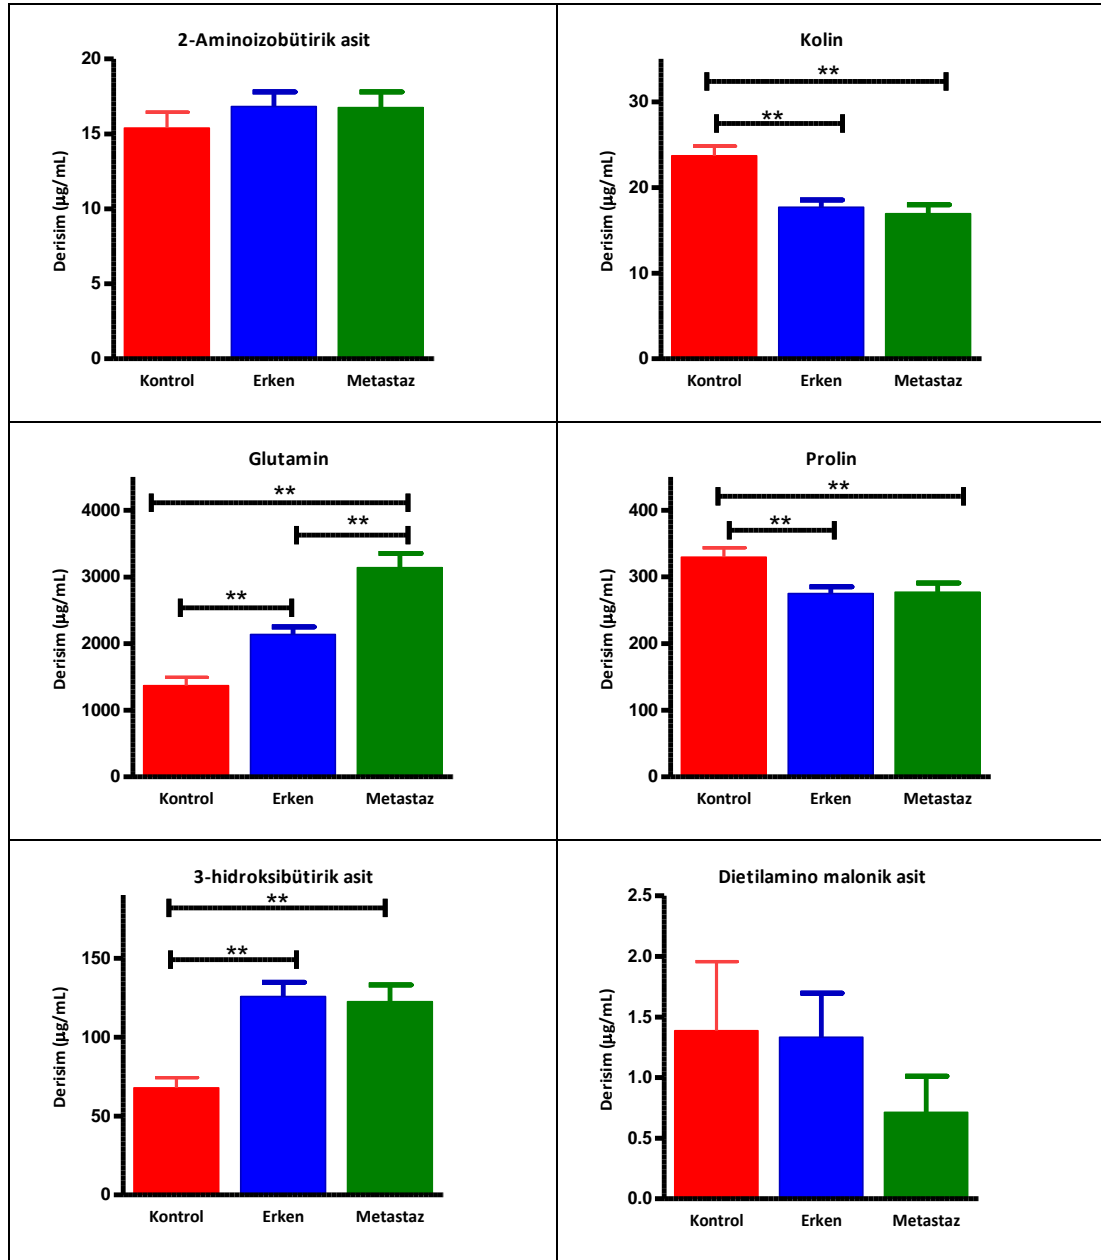 2-Aminoizobütirik asit
20
15
10
5
0
Derisim (µg/mL)
Kontrol Erken Metastaz
Kolin
**
**
30
20
10
0
Derisim (µg/mL)
Kontrol Erken Metastaz
Glutamin
**
**
**
4000
3000
2000
1000
0
Derisim (µg/mL)
Kontrol Erken Metastaz
Prolin
**
**
400
300
200
100
0
Derisim (µg/mL)
Kontrol Erken Metastaz
3-hidroksibütirik asit
**
**
150
100
50
0
Derisim (µg/mL)
Kontrol Erken Metastaz
Dietilamino malonik asit
2.5
2.0
1.5
1.0
0.5
0.0
Derisim (µg/mL)
Kontrol Erken Metastaz